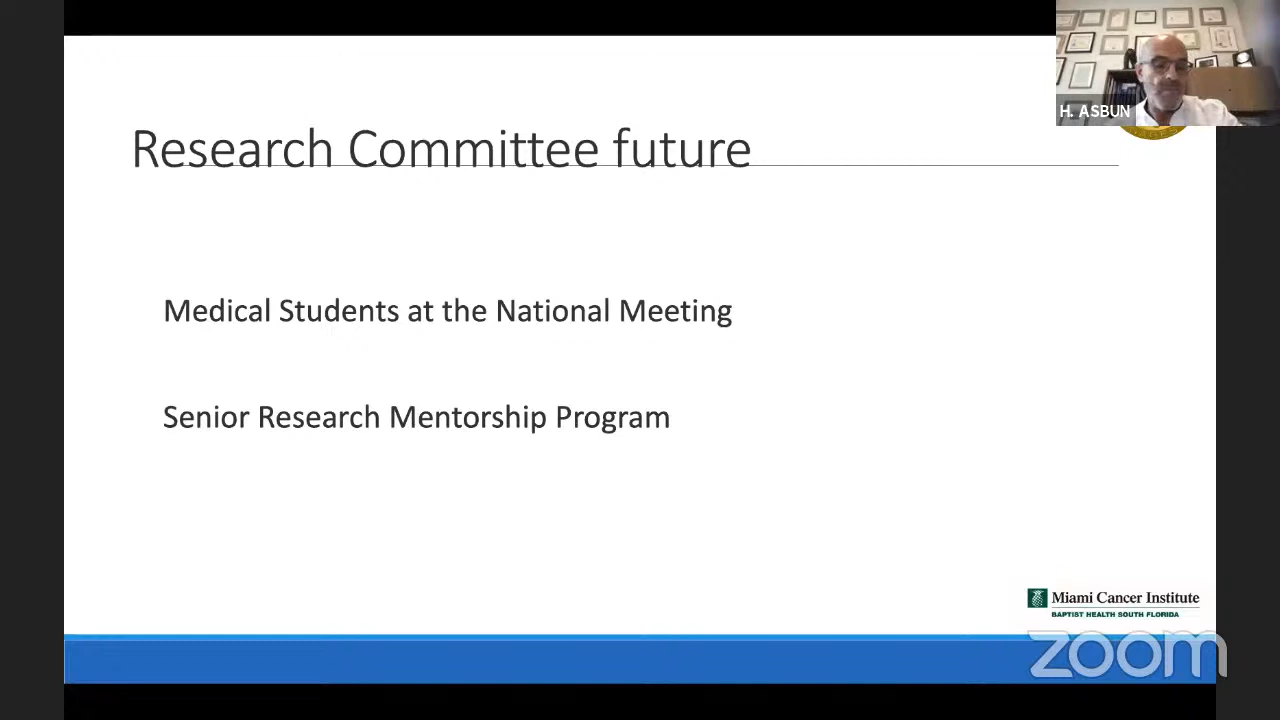 H. ASBUN
Research Committee future
Medical Students at the National Meeting
Senior Research Mentorship Program
Miami Cancer Institute
BAPTIST HEALTH SOUTH FLORIDA
zoom